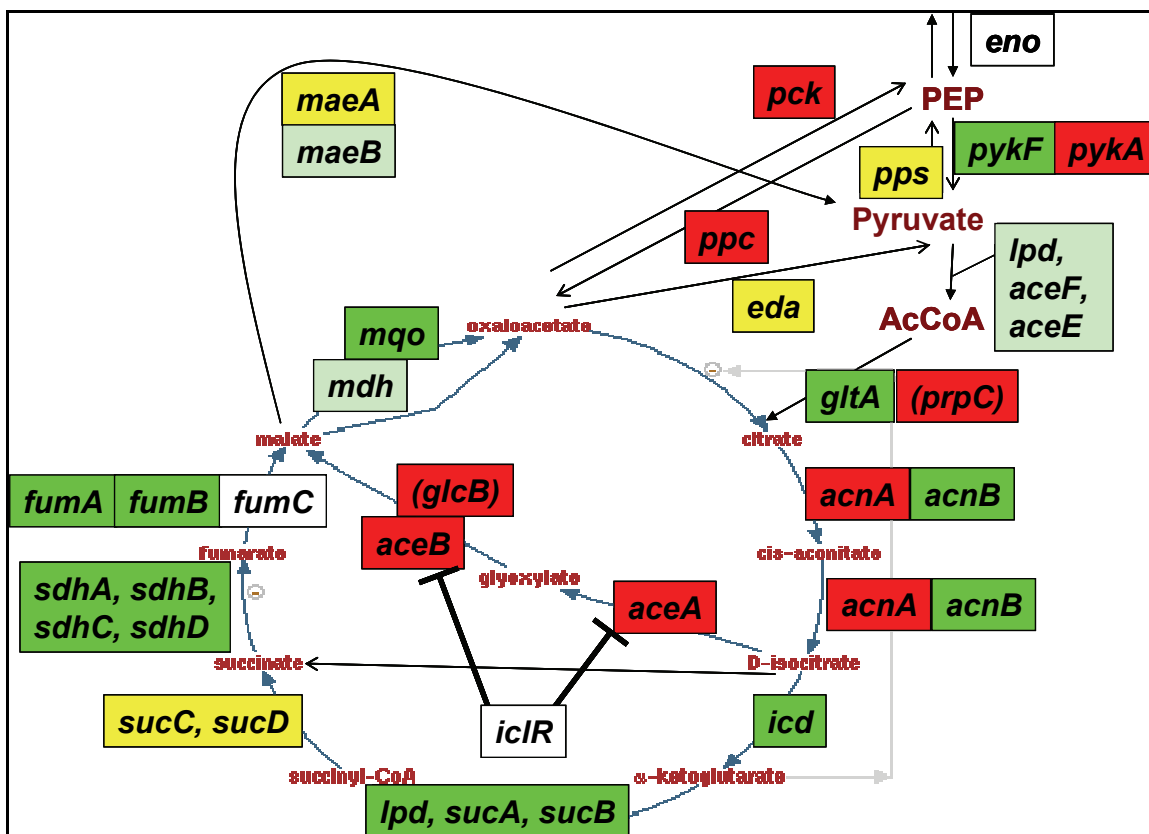 eno
maeA
pck
PEP
maeB
pykF
pykA
pps
Pyruvate
ppc
lpd,
aceF,
aceE
eda
AcCoA
oxaloacetate
mqo
-
mdh
gltA
(prpC)
malate
citrate
(glcB)
fumA
fumB
fumC
acnA
acnB
aceB
fumarate
cis-aconitate
glyoxylate
sdhA, sdhB,
sdhC, sdhD
-
aceA
acnA
acnB
succinate
D-isocitrate
sucC, sucD
iclR
icd
succinyl-CoA
α-ketoglutarate
lpd, sucA, sucB